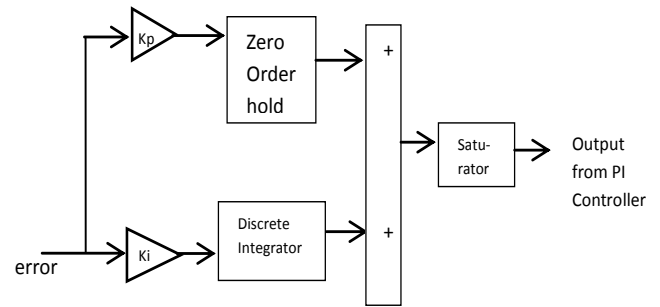 Kp
Zero
Order
hold
+
Satu-
rator
Output
from PI
Controller
Discrete
Integrator
+
Ki
error